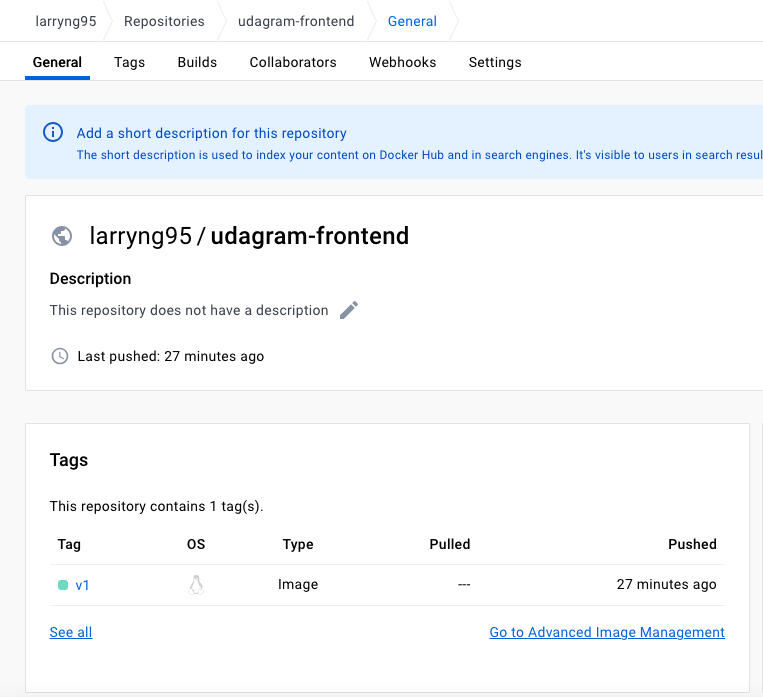 larryng95 Repositories udagram-frontend General
General Tags Builds Collaborators Webhooks Settings
Add a short description for this repository
The short description is used to index your content on Docker Hub and in search engines. It's visible to users in search resul
larryng95 / udagram-frontend
Description
This repository does not have a description
Last pushed: 27 minutes ago
Tags
This repository contains 1 tag(s).
Tag OS Type Pulled Pushed
v1 Image --- 27 minutes ago
See all Go to Advanced Image Management